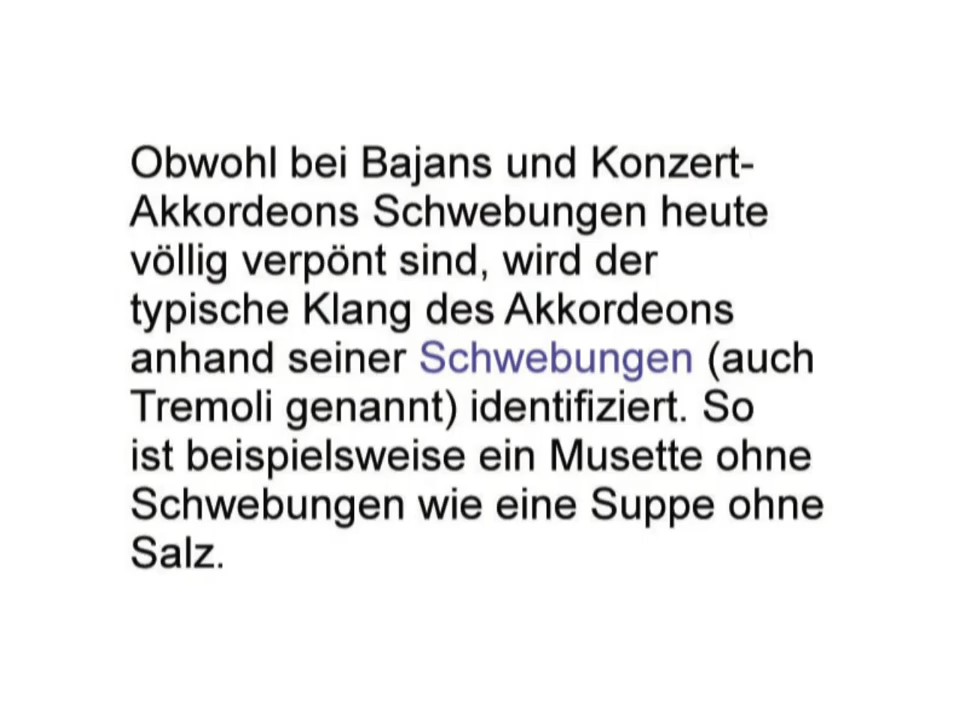 Obwohl bei Bajans und Konzert-
Akkordeons Schwebungen heute
völlig verpönt sind, wird der
typische Klang des Akkordeons
anhand seiner Schwebungen (auch
Tremoli genannt) identifiziert. So
ist beispielsweise ein Musette ohne
Schwebungen wie eine Suppe ohne
Salz.